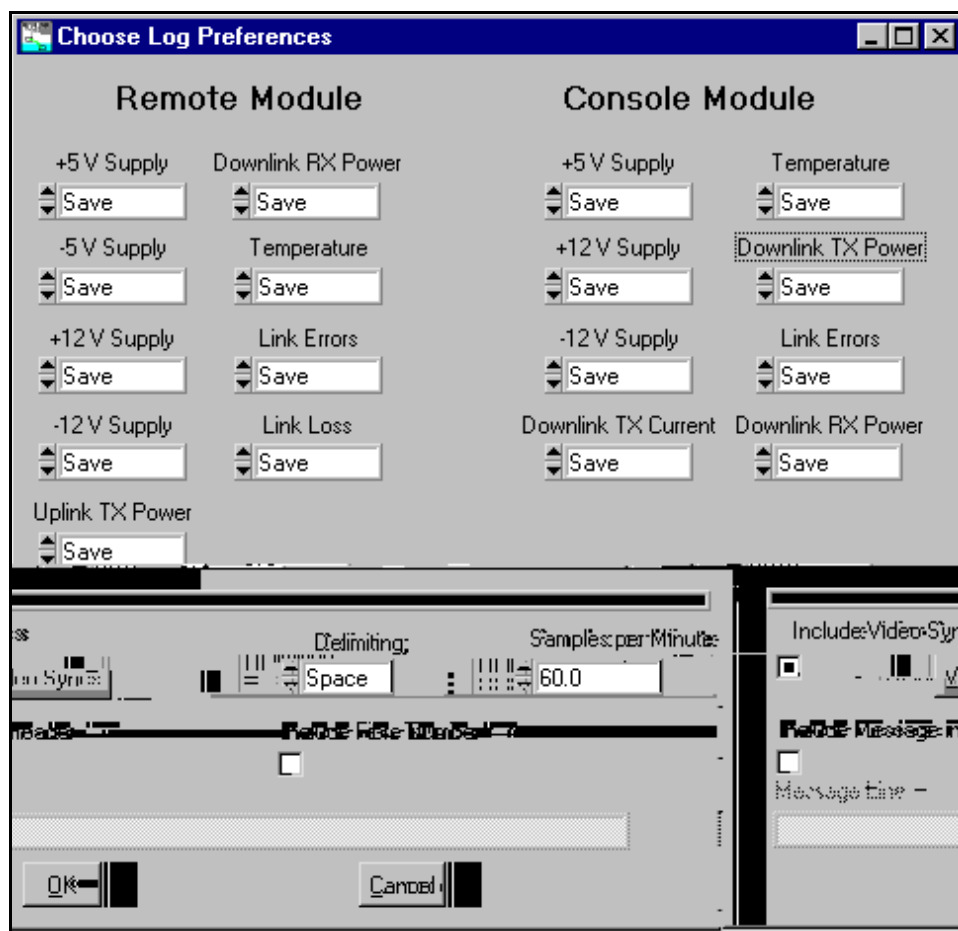 Choose Log Preferences
Remote Module Console Module
+5 V Supply Downlink RX Power +5 V Supply Temperature
Save Save Save Save
-5 V Supply Temperature +12 V Supply Downlink TX Power
Save Save Save Save
+12 V Supply Link Errors -12 V Supply Link Errors
Save Save Save Save
-12 V Supply Link Loss Downlink TX Current Downlink RX Power
Save Save Save Save
Uplink TX Power
Save
Delimiting Samples per Minute Include Video Syn
Space 60.0
Message Line
OK Cancel